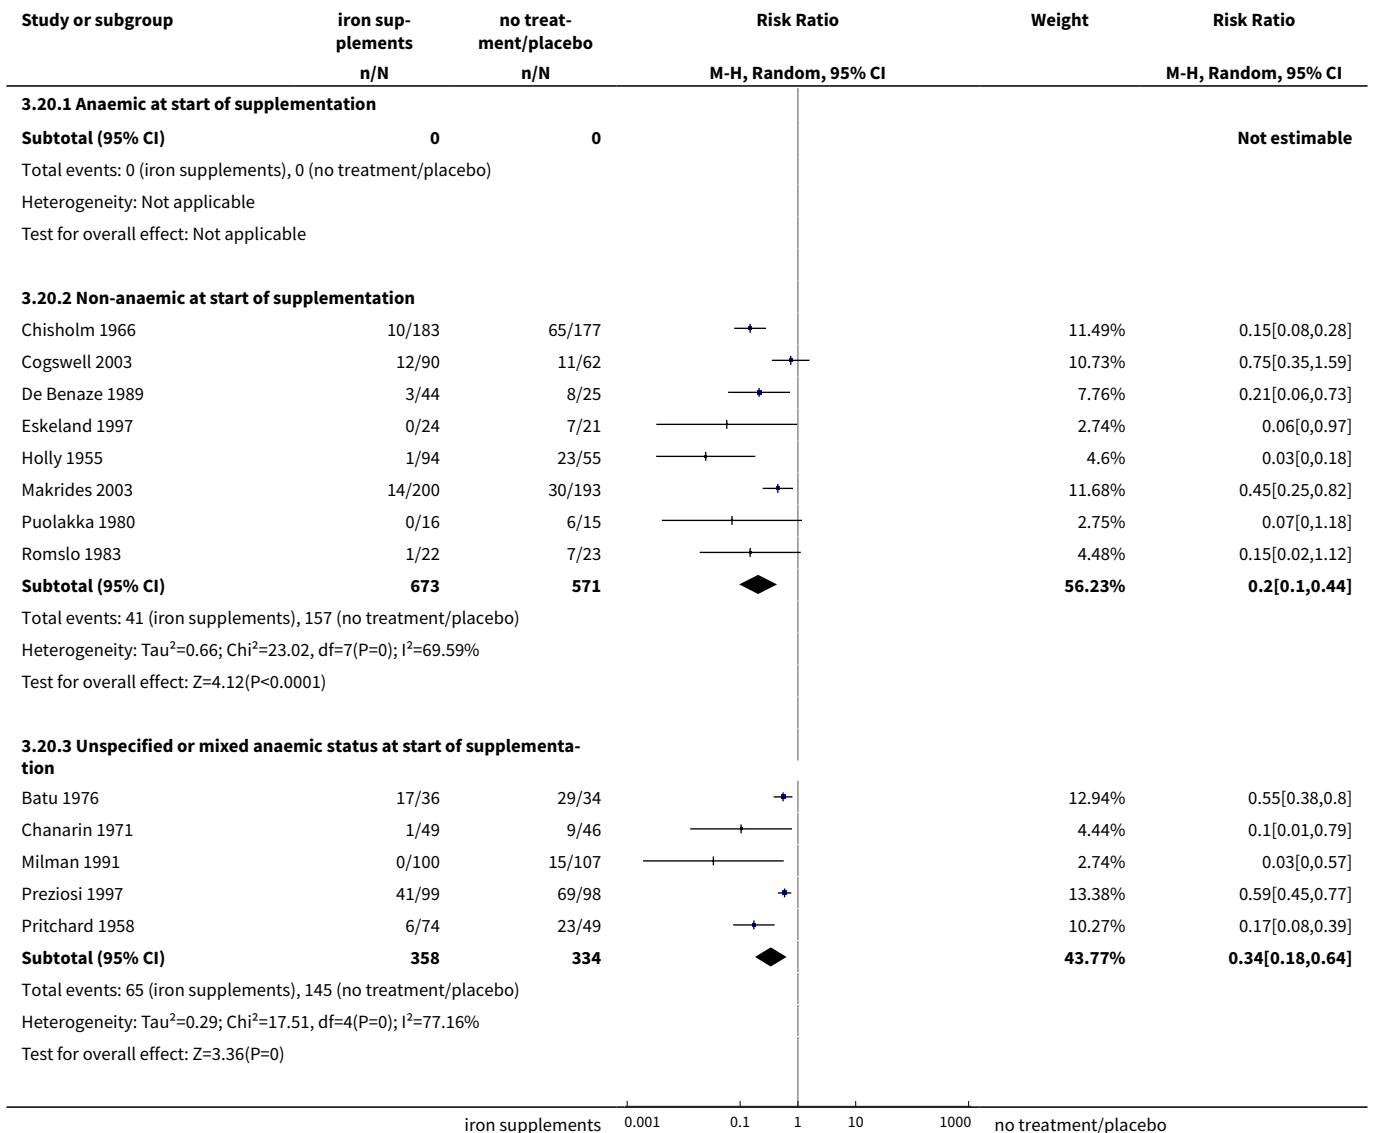 Study or subgroup iron sup- no treat- Risk Ratio Weight Risk Ratio
plements ment/placebo
n/N n/N M-H, Random, 95% CI M-H, Random, 95% CI
3.20.1 Anaemic at start of supplementation
Subtotal (95% CI) 0 0 Not estimable
Total events: 0 (iron supplements), 0 (no treatment/placebo)
Heterogeneity: Not applicable
Test for overall effect: Not applicable
3.20.2 Non-anaemic at start of supplementation
Chisholm 1966 10/183 65/177 11.49% 0.15[0.08,0.28]
Cogswell 2003 12/90 11/62 10.73% 0.75[0.35,1.59]
De Benaze 1989 3/44 8/25 7.76% 0.21[0.06,0.73]
Eskeland 1997 0/24 7/21 2.74% 0.06[0,0.97]
Holly 1955 1/94 23/55 4.6% 0.03[0,0.18]
Makrides 2003 14/200 30/193 11.68% 0.45[0.25,0.82]
Puolakka 1980 0/16 6/15 2.75% 0.07[0,1.18]
Romslo 1983 1/22 7/23 4.48% 0.15[0.02,1.12]
Subtotal (95% CI) 673 571 56.23% 0.2[0.1,0.44]
Total events: 41 (iron supplements), 157 (no treatment/placebo)
Heterogeneity: Tau²=0.66; Chi²=23.02, df=7(P=0); I²=69.59%
Test for overall effect: Z=4.12(P<0.0001)
3.20.3 Unspecified or mixed anaemic status at start of supplementa-
tion
Batu 1976 17/36 29/34 12.94% 0.55[0.38,0.8]
Chanarin 1971 1/49 9/46 4.44% 0.1[0.01,0.79]
Milman 1991 0/100 15/107 2.74% 0.03[0,0.57]
Preziosi 1997 41/99 69/98 13.38% 0.59[0.45,0.77]
Pritchard 1958 6/74 23/49 10.27% 0.17[0.08,0.39]
Subtotal (95% CI) 358 334 43.77% 0.34[0.18,0.64]
Total events: 65 (iron supplements), 145 (no treatment/placebo)
Heterogeneity: Tau²=0.29; Chi²=17.51, df=4(P=0); I²=77.16%
Test for overall effect: Z=3.36(P=0)
iron supplements 0.001 0.1 1 10 1000 no treatment/placebo